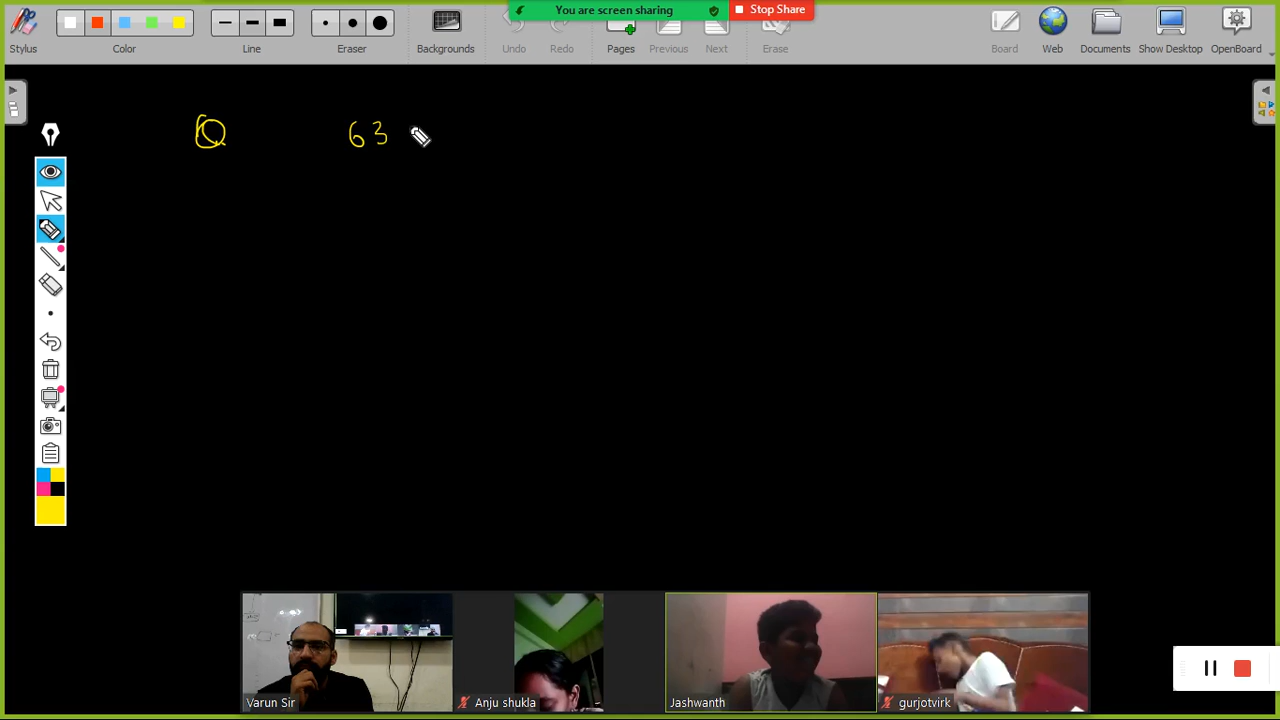 You are screen sharing
Stop Share
Stylus
Color
Line
Eraser
Backgrounds
Undo
Redo
Pages
Previous
Next
Erase
Board
Web
Documents
Show Desktop
OpenBoard
Q 63
Varun Sir
Anju shukla
Jashwanth
gurjotvirk